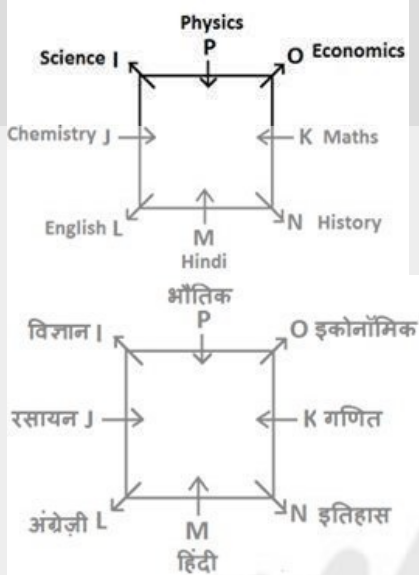 Physics
P
Science I
O Economics
Chemistry J
K Maths
English L
N History
M
Hindi
भौतिक
P
विज्ञान I
O इकोनॉमिक
रसायन J
K गणित
अंग्रेज़ी L
N इतिहास
M
हिंदी